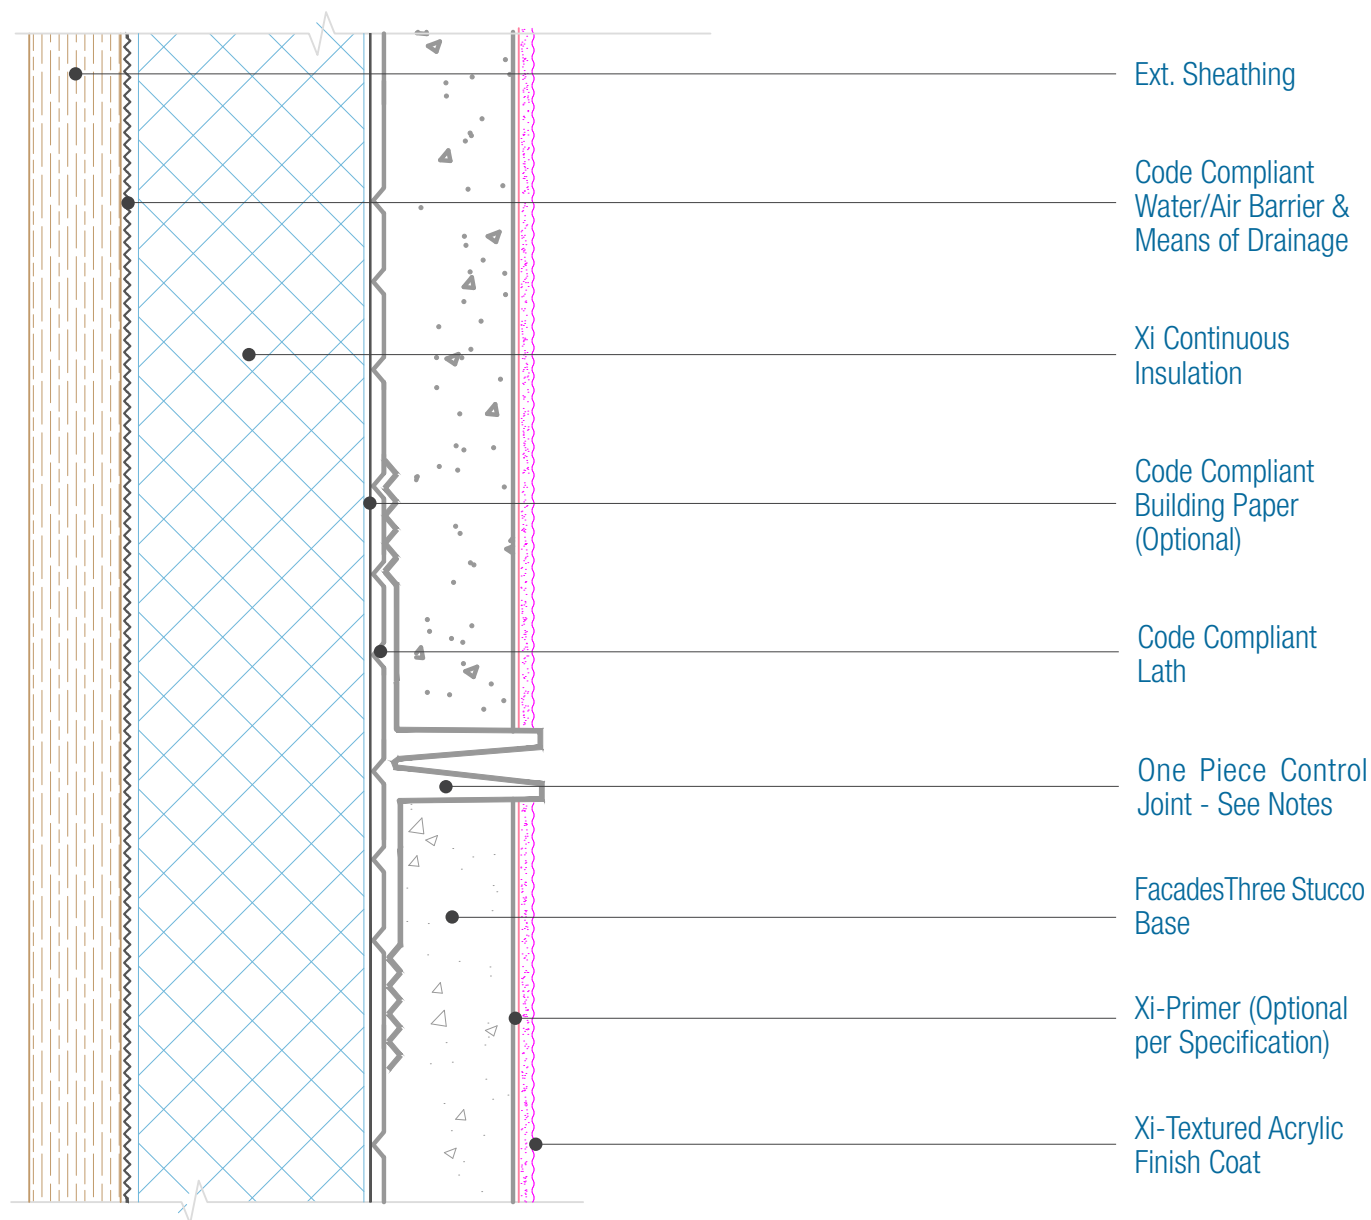 Ext. Sheathing
Code Compliant
Water/Air Barrier &
Means of Drainage
Xi Continuous
Insulation
Code Compliant
Building Paper
(Optional)
Code Compliant
Lath
One Piece Control
Joint - See Notes
FacadesThree Stucco
Base
Xi-Primer (Optional
per Specification)
Xi-Textured Acrylic
Finish Coat